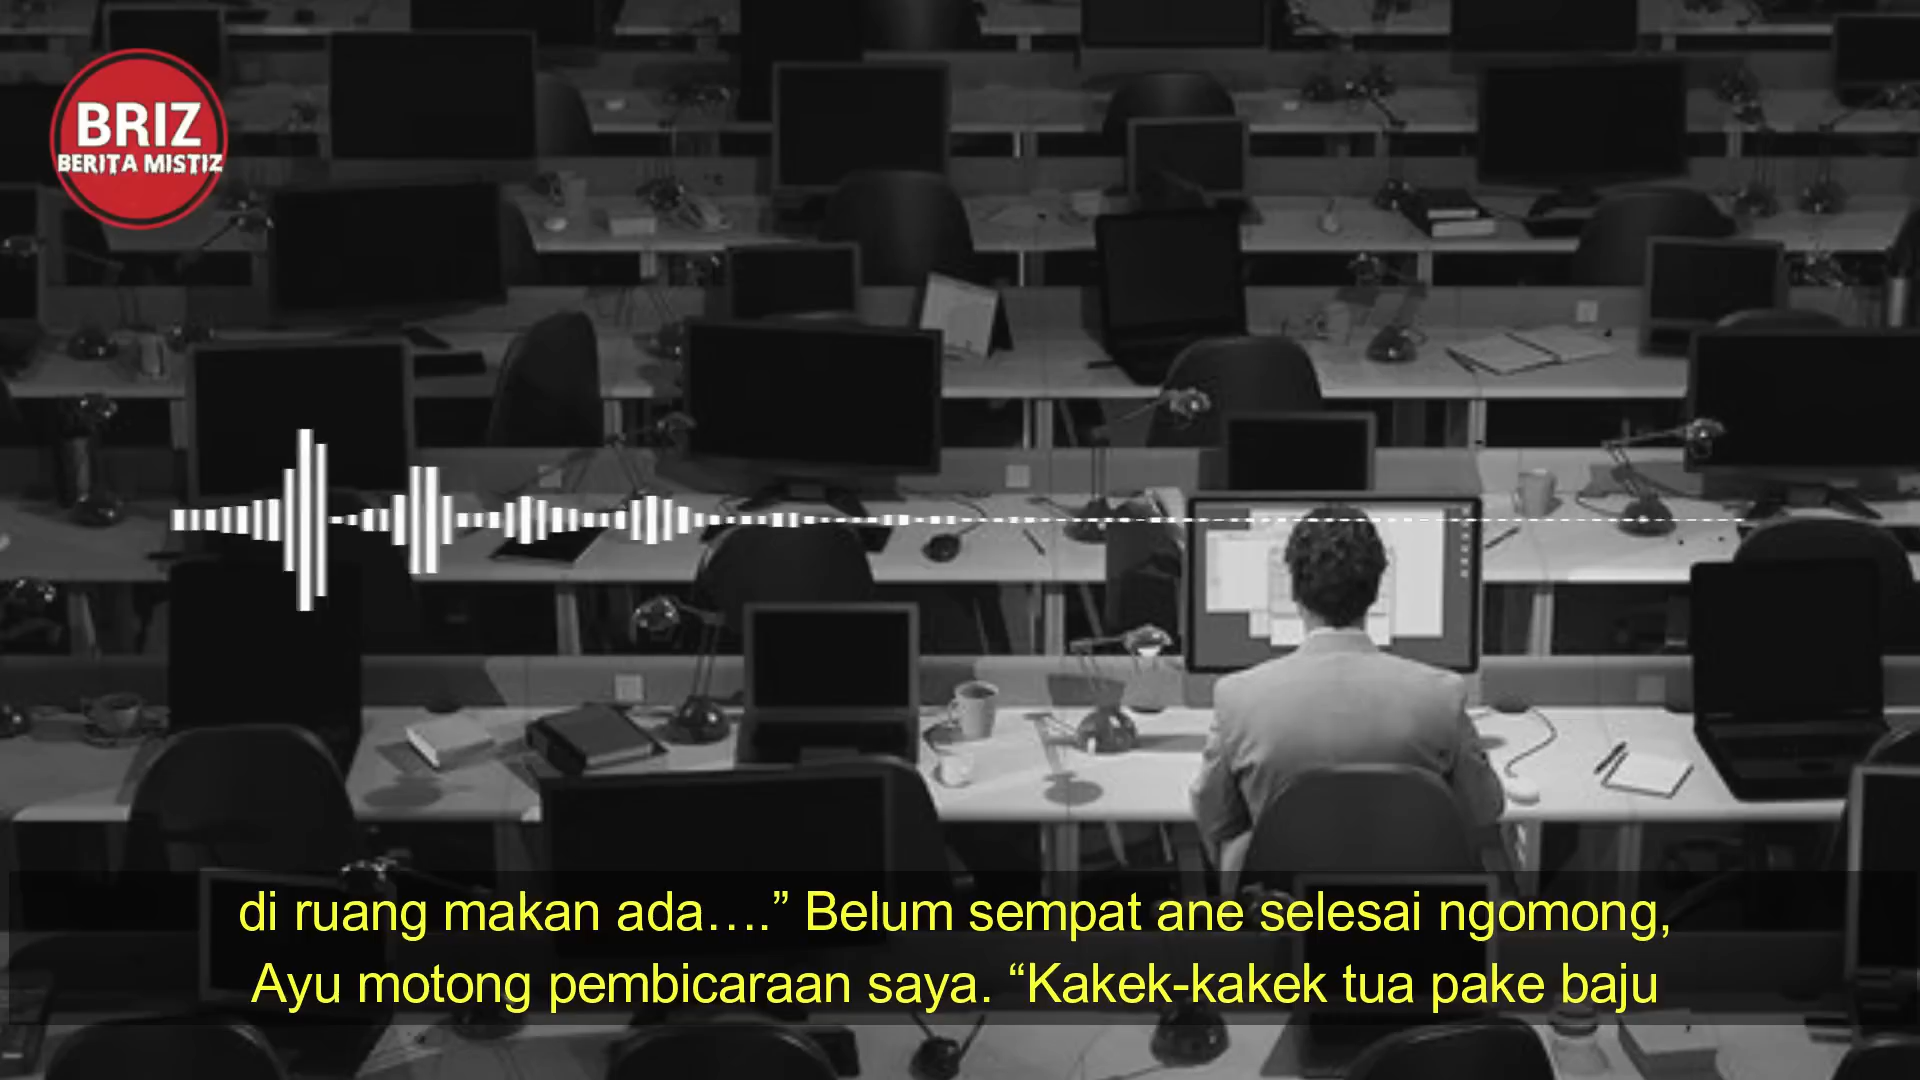 BRIZ
BERITA MISTIZ
di ruang makan ada….” Belum sempat ane selesai ngomong,
Ayu motong pembicaraan saya. “Kakek-kakek tua pake baju